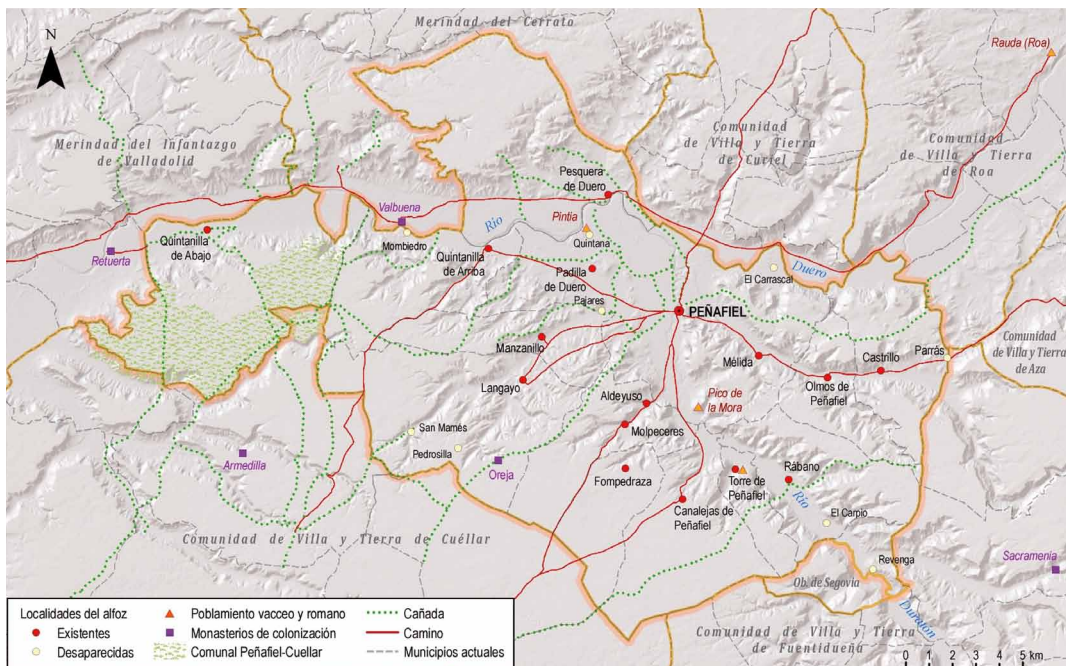 Merindad del Cerrato
N
Rauda (Roa)
Merindad del Infantazgo
de Valladolid
Comunidad
de Villa y Tierra
de Curiel
Comunidad
de Villa y Tierra
de Roa
Pesquera
de Duero
Valbuena
Río
Pintia
Quintana
Mombiedro
Quintanilla
de Abajo
Retuerta
Quintanilla
de Arriba
Padilla
de Duero
El Carrascal
Duero
Pajares
PEÑAFIEL
Manzanillo
Mélida
Castrillo
Parrás
Comunidad
de Villa y Tierra
de Aza
Langayo
Olmos de
Peñafiel
Aldeyuso
Pico de
la Mora
Molpeceres
San Mamés
Pedrosilla
Armedilla
Oreja
Fompedraza
Torre de
Peñafiel
Rábano
Río
Canalejas de
Peñafiel
El Carpio
Comunidad de Villa y Tierra de Cuéllar
Revenga
Sacramenia
Ob. de Segovia
Duratón
Comunidad de Villa y Tierra
de Fuentidueña
Localidades del alfoz
Existentes
Desaparecidas
Poblamiento vacceo y romano
Monasterios de colonización
Comunal Peñafiel-Cuellar
Cañada
Camino
Municipios actuales
0 1 2 3 4 5 km